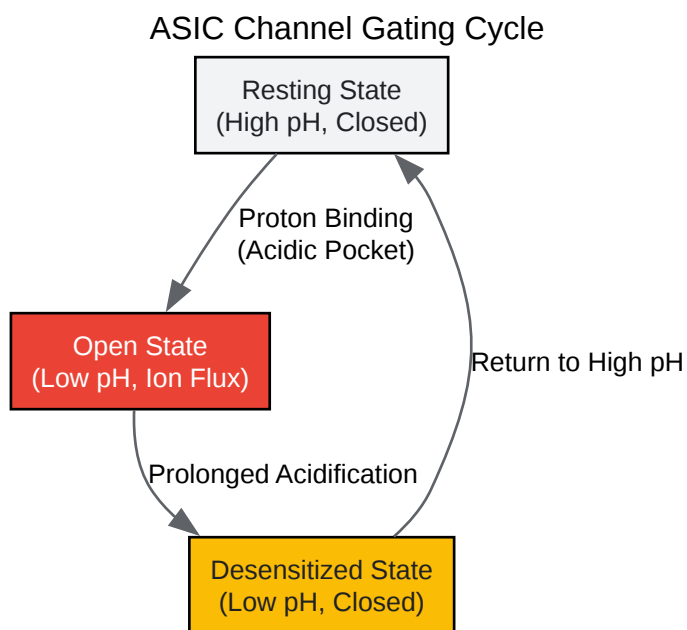 ASIC Channel Gating Cycle
Resting State
(High pH, Closed)
Proton Binding
(Acidic Pocket)
Open State
(Low pH, Ion Flux)
Return to High pH
Prolonged Acidification
Desensitized State
(Low pH, Closed)